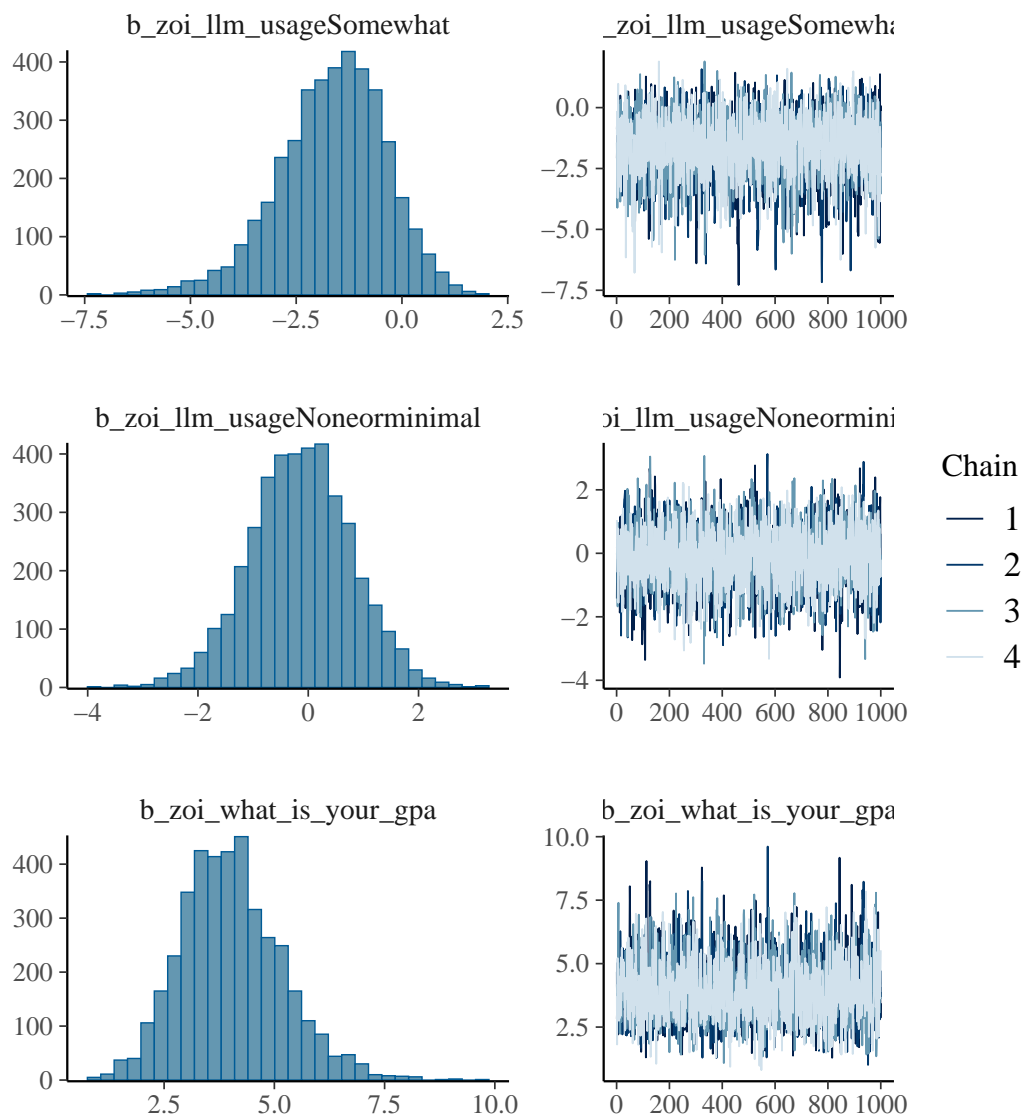 b_zoi_llm_usageSomewhat
400
300
200
100
0
−7.5 −5.0 −2.5 0.0 2.5
_zoi_llm_usageSomewha
0.0
−2.5
−5.0
−7.5
0 200 400 600 800 1000
b_zoi_llm_usageNoneorminimal
400
300
200
100
0
−4 −2 0 2
oi_llm_usageNoneormini
2
0
−2
−4
0 200 400 600 800 1000
Chain
1
2
3
4
b_zoi_what_is_your_gpa
400
300
200
100
0
2.5 5.0 7.5 10.0
b_zoi_what_is_your_gpa
10.0
7.5
5.0
2.5
0 200 400 600 800 1000